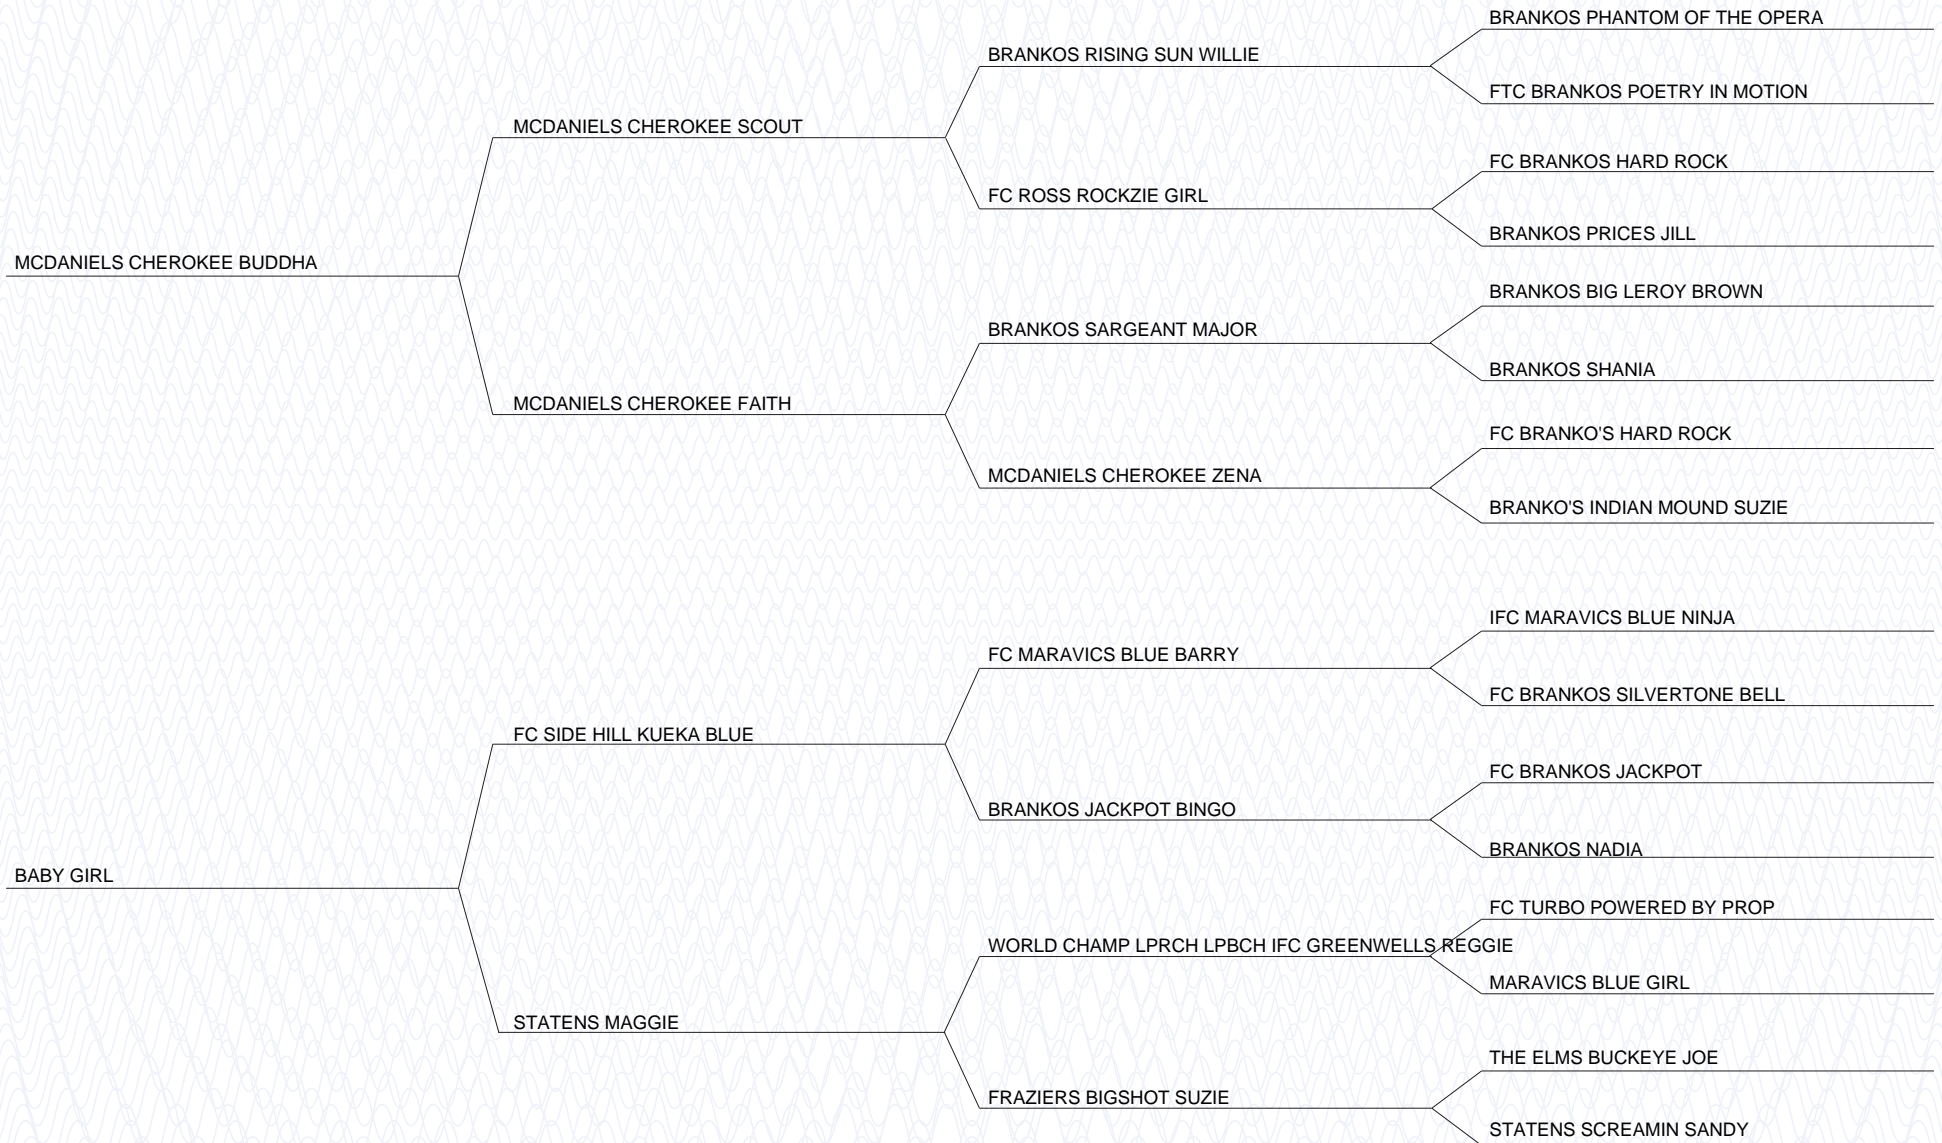 BRANKOS PHANTOM OF THE OPERA
BRANKOS RISING SUN WILLIE
FTC BRANKOS POETRY IN MOTION
MCDANIELS CHEROKEE SCOUT
FC BRANKOS HARD ROCK
FC ROSS ROCKZIE GIRL
BRANKOS PRICES JILL
MCDANIELS CHEROKEE BUDDHA
BRANKOS BIG LEROY BROWN
BRANKOS SARGEANT MAJOR
BRANKOS SHANIA
MCDANIELS CHEROKEE FAITH
FC BRANKO'S HARD ROCK
MCDANIELS CHEROKEE ZENA
BRANKO'S INDIAN MOUND SUZIE
IFC MARAVICS BLUE NINJA
FC MARAVICS BLUE BARRY
FC BRANKOS SILVERTONE BELL
FC SIDE HILL KUEKA BLUE
FC BRANKOS JACKPOT
BRANKOS JACKPOT BINGO
BRANKOS NADIA
BABY GIRL
FC TURBO POWERED BY PROP
WORLD CHAMP LPRCH LPBCH IFC GREENWELLS REGGIE
MARAVICS BLUE GIRL
STATENS MAGGIE
THE ELMS BUCKEYE JOE
FRAZIERS BIGSHOT SUZIE
STATENS SCREAMIN SANDY